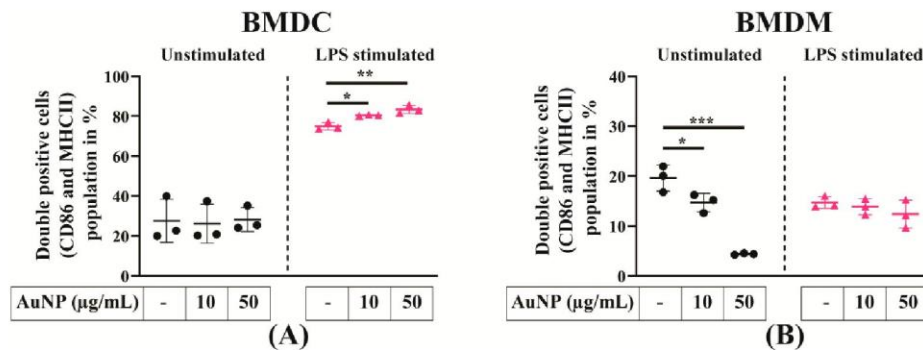 BMDC
Unstimulated
LPS stimulated
Double positive cells
(CD86 and MHCII)
population in %
100
80
60
40
20
0
*
**
AuNP (µg/mL)
-
10
50
-
10
50
(A)
BMDM
Unstimulated
LPS stimulated
Double positive cells
(CD86 and MHCII)
population in %
40
30
20
10
0
***
*
AuNP (µg/mL)
-
10
50
-
10
50
(B)